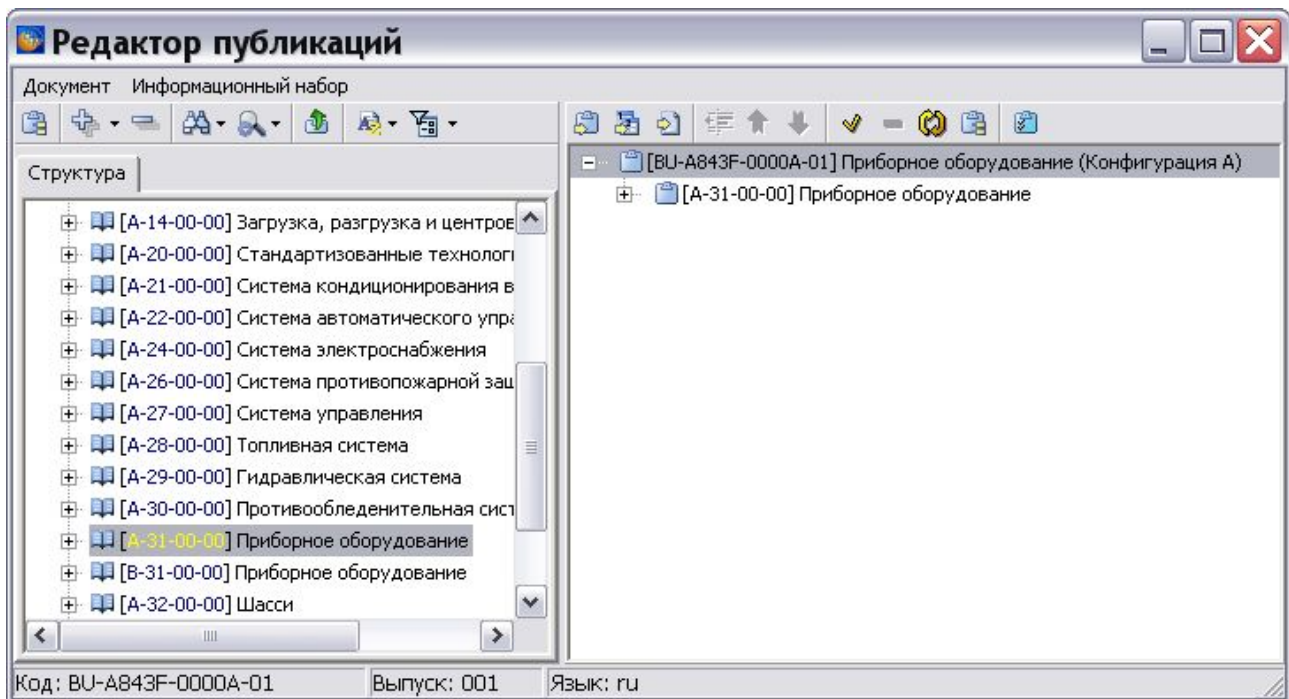 Редактор публикаций
Документ Информационный набор
Структура
[A-14-00-00] Загрузка, разгрузка и центров
[A-20-00-00] Стандартизованные технологи
[A-21-00-00] Система кондиционирования в
[A-22-00-00] Система автоматического упра
[A-24-00-00] Система электроснабжения
[A-26-00-00] Система противопожарной защ
[A-27-00-00] Система управления
[A-28-00-00] Топливная система
[A-29-00-00] Гидравлическая система
[A-30-00-00] Противообледенительная сист
[A-31-00-00] Приборное оборудование
[B-31-00-00] Приборное оборудование
[A-32-00-00] Шасси
[BU-A843F-0000A-01] Приборное оборудование (Конфигурация А)
[A-31-00-00] Приборное оборудование
Код: BU-A843F-0000A-01 Выпуск: 001 Язык: ru